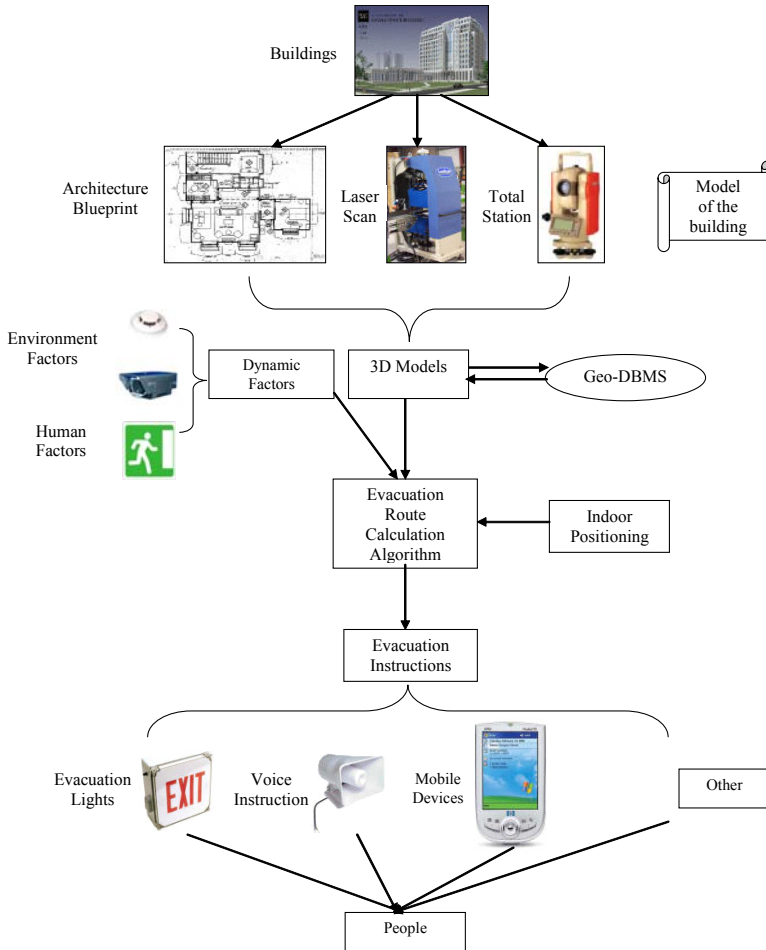 Buildings
Architecture
Blueprint
Laser
Scan
Total
Station
Model
of the
building
Environment
Factors
Human
Factors
Dynamic
Factors
3D Models
Geo-DBMS
Evacuation
Route
Calculation
Algorithm
Indoor
Positioning
Evacuation
Instructions
Evacuation
Lights
EXIT
Voice
Instruction
Mobile
Devices
Other
People